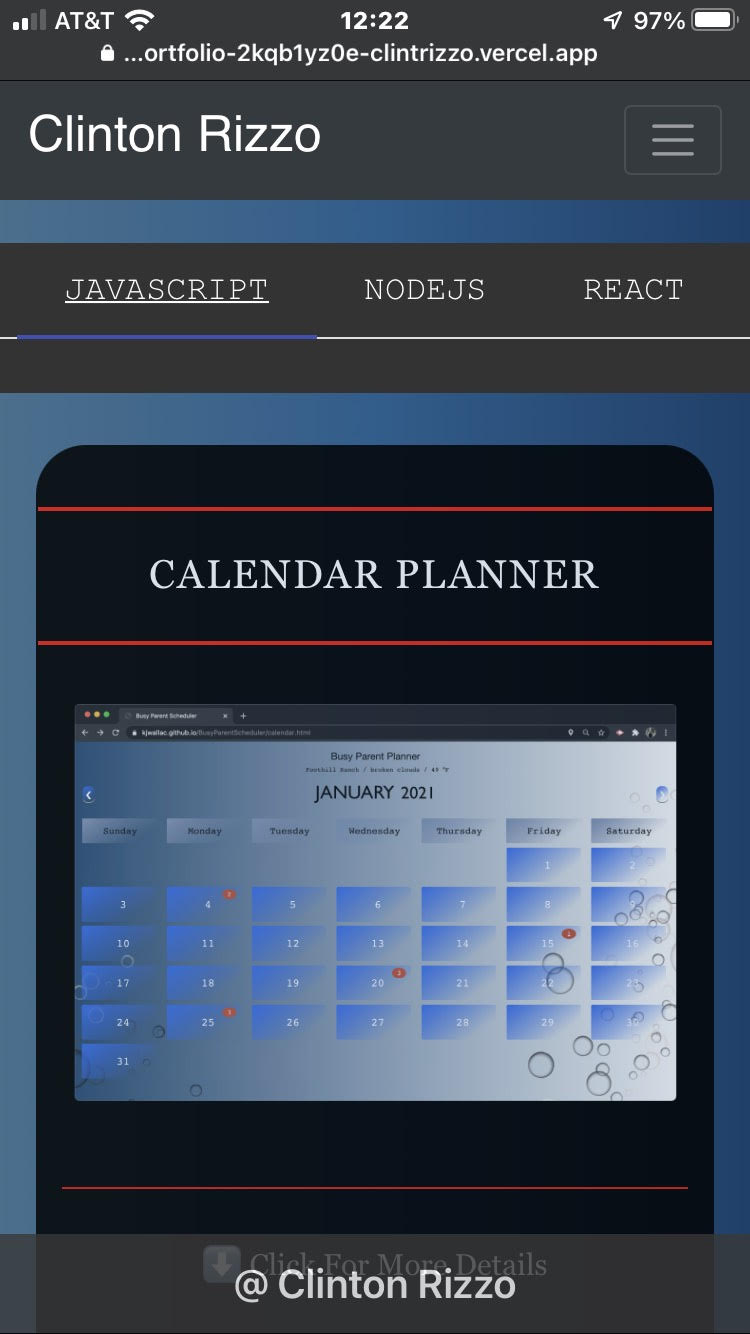 AT&T 12:22 97%
...ortfolio-2kqb1yz0e-clintrizzo.vercel.app
Clinton Rizzo
JAVASCRIPT NODEJS REACT
CALENDAR PLANNER
Busy Parent Scheduler
kjwallac.github.io/BusyParentScheduler/calendar.html
Busy Parent Planner
Foothill Ranch / broken clouds / 49 °F
JANUARY 2021
Sunday Monday Tuesday Wednesday Thursday Friday Saturday
1 2
3 4 5 6 7 8 9
10 11 12 13 14 15 16
17 18 19 20 21 22 23
24 25 26 27 28 29 30
31
Click For More Details
@ Clinton Rizzo